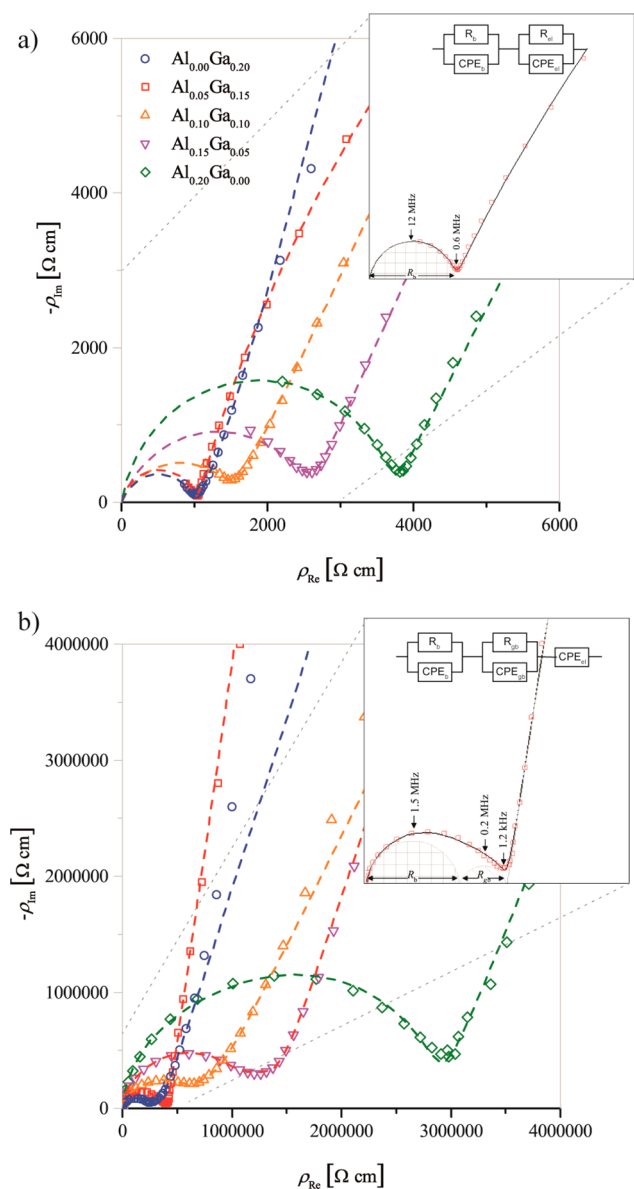 a)
6000
4000
2000
0
-ρIm [Ω cm]
Al0.00Ga0.20
Al0.05Ga0.15
Al0.10Ga0.10
Al0.15Ga0.05
Al0.20Ga0.00
Rb
Rel
CPEb
CPEel
12 MHz
0.6 MHz
Rb
0
2000
4000
6000
ρRe [Ω cm]
b)
4000000
3000000
2000000
1000000
0
-ρIm [Ω cm]
Rb
Rgb
CPEb
CPEgb
CPEel
1.5 MHz
0.2 MHz
1.2 kHz
Rb
Rgb
0
1000000
2000000
3000000
4000000
ρRe [Ω cm]